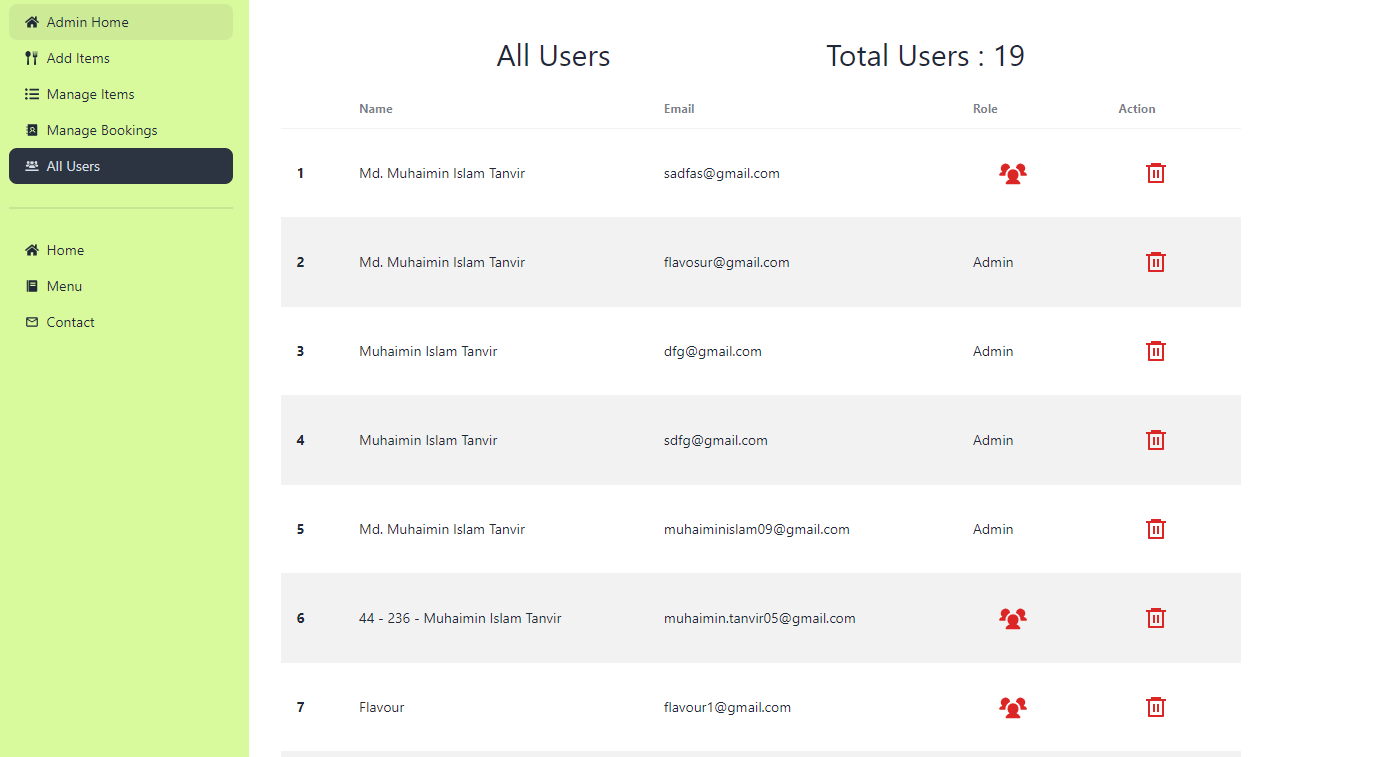 Admin Home
Add Items
Manage Items
Manage Bookings
All Users
Home
Menu
Contact
All Users Total Users : 19
Name Email Role Action
1 Md. Muhaimin Islam Tanvir sadfas@gmail.com
2 Md. Muhaimin Islam Tanvir flavosur@gmail.com Admin
3 Muhaimin Islam Tanvir dfg@gmail.com Admin
4 Muhaimin Islam Tanvir sdfg@gmail.com Admin
5 Md. Muhaimin Islam Tanvir muhaiminislam09@gmail.com Admin
6 44 - 236 - Muhaimin Islam Tanvir muhaimin.tanvir05@gmail.com
7 Flavour flavour1@gmail.com